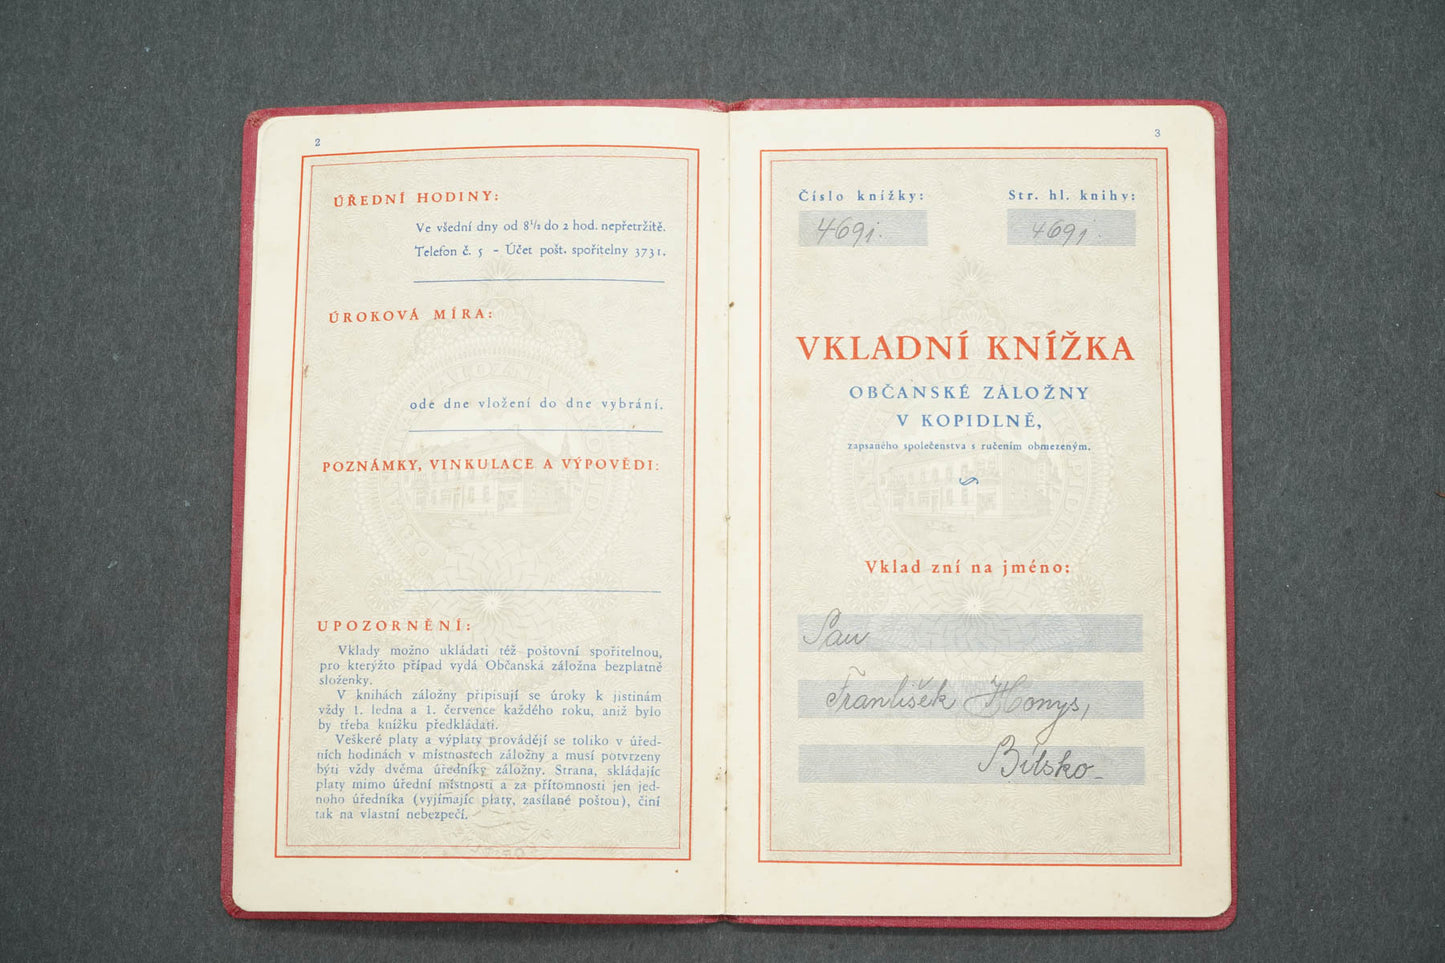 2
ÚŘEDNÍ HODINY:
Ve všední dny od 8½ do 2 hod. nepřetržitě.
Telefon č. 5 - Účet pošt. spořitelny 3731.
ÚROKOVÁ MÍRA:
ode dne vložení do dne vybrání.
POZNÁMKY, VINKULACE A VÝPOVĚDI:
UPOZORNĚNÍ:
Vklady možno ukládati též poštovní spořitelnou,
pro kterýžto případ vydá Občanská záložna bezplatně
složenky.
V knihách záložny připisují se úroky k jistinám
vždy 1. ledna a 1. července každého roku, aniž bylo
by třeba knížku předkládati.
Veškeré platy a výplaty provádějí se toliko v úřed-
ních hodinách v místnostech záložny a musí potvrzeny
býti vždy dvěma úředníky záložny. Strana, skládajíc
platy mimo úřední místnosti a za přítomnosti jen jed-
noho úředníka (vyjímajíc platy, zasílané poštou), činí
tak na vlastní nebezpečí.
3
Číslo knížky: Str. hl. knihy:
4691. 4691.
VKLADNÍ KNÍŽKA
OBČANSKÉ ZÁLOŽNY
V KOPIDLNĚ,
zapsaného společenstva s ručením obmezeným.
Vklad zní na jméno:
Pan
František Honys,
Bílsko